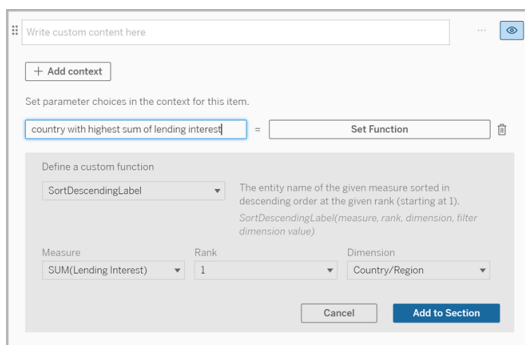 Write custom content here
+ Add context
Set parameter choices in the context for this item.
country with highest sum of lending interest = Set Function
Define a custom function
SortDescendingLabel
The entity name of the given measure sorted in
descending order at the given rank (starting at 1).
SortDescendingLabel(measure, rank, dimension, filter
dimension value)
Measure Rank Dimension
SUM(Lending Interest) 1 Country/Region
Cancel Add to Section